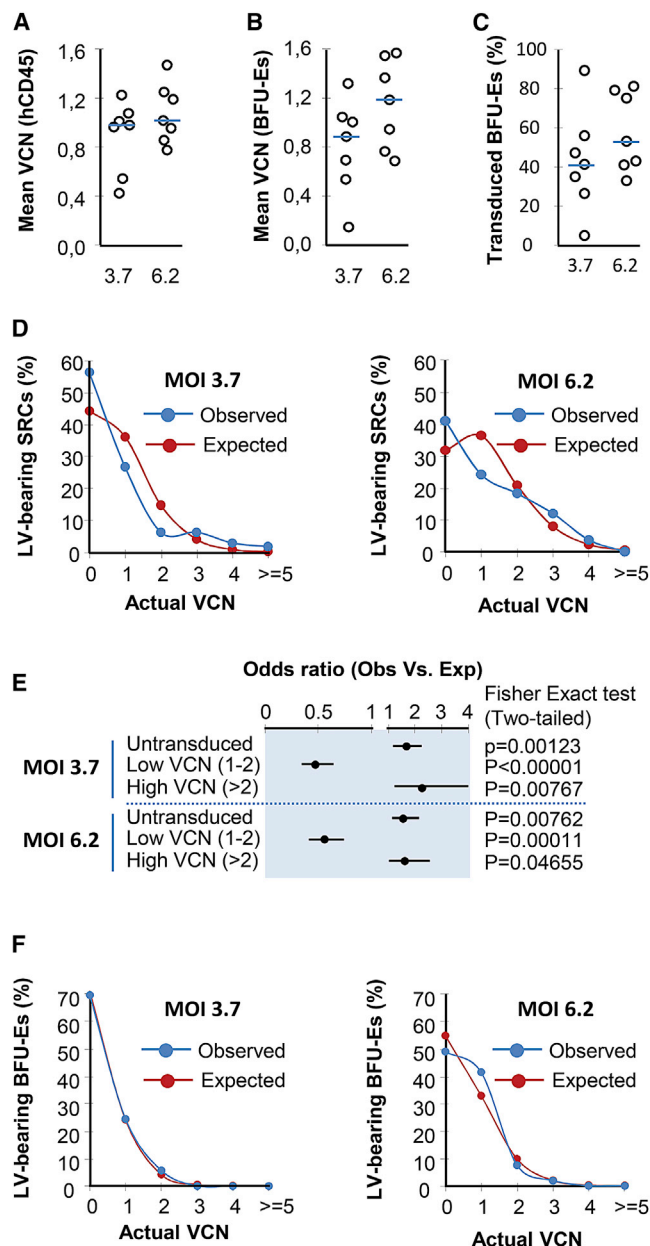 A
Mean VCN (hCD45)
1,6
1,2
0,8
0,4
0,0
3.7 6.2
B
Mean VCN (BFU-Es)
1,6
1,2
0,8
0,4
0,0
3.7 6.2
C
Transduced BFU-Es (%)
100
80
60
40
20
0
3.7 6.2
D
LV-bearing SRCs (%)
60
50
40
30
20
10
0
MOI 3.7
Observed
Expected
0 1 2 3 4 >=5
Actual VCN
LV-bearing SRCs (%)
60
50
40
30
20
10
0
MOI 6.2
Observed
Expected
0 1 2 3 4 >=5
Actual VCN
E
Odds ratio (Obs Vs. Exp)
Fisher Exact test
(Two-tailed)
0 0.5 1 1 2 3 4
MOI 3.7
Untransduced p=0.00123
Low VCN (1-2) P<0.00001
High VCN (>2) P=0.00767
MOI 6.2
Untransduced P=0.00762
Low VCN (1-2) P=0.00011
High VCN (>2) P=0.04655
F
LV-bearing BFU-Es (%)
70
60
50
40
30
20
10
0
MOI 3.7
Observed
Expected
0 1 2 3 4 >=5
Actual VCN
LV-bearing BFU-Es (%)
70
60
50
40
30
20
10
0
MOI 6.2
Observed
Expected
0 1 2 3 4 >=5
Actual VCN